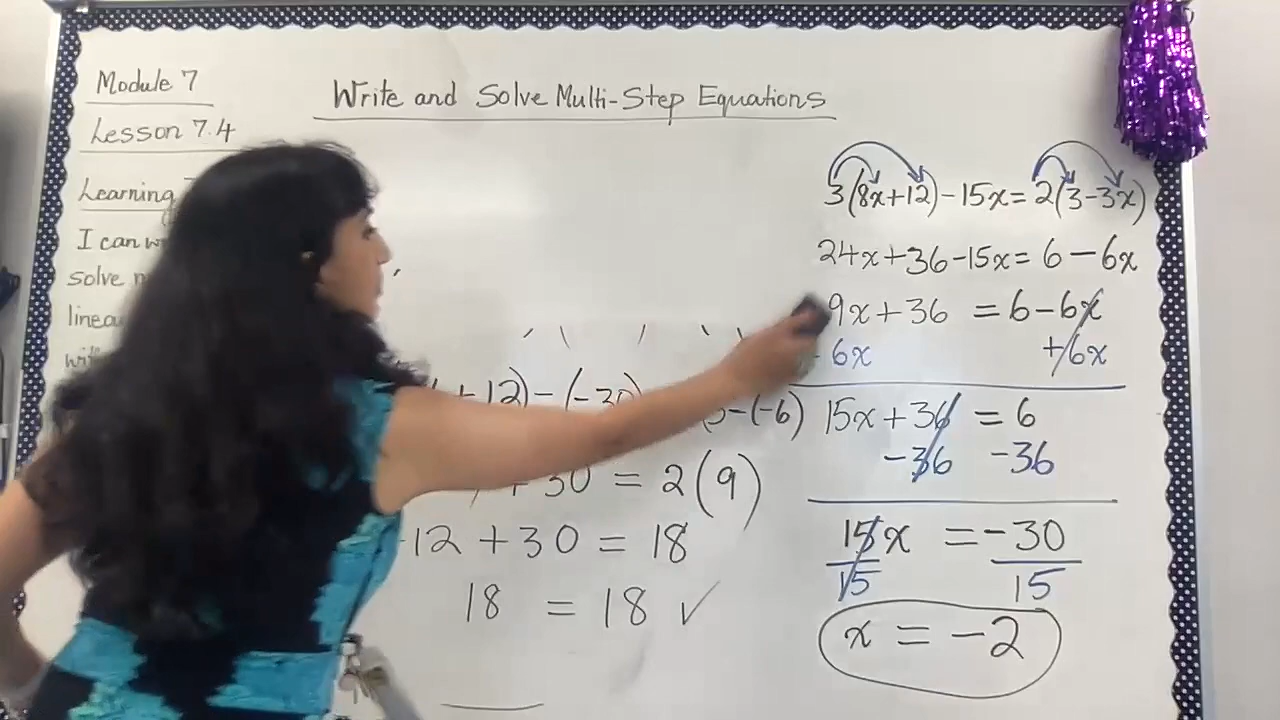 Module 7
Lesson 7.4
Learning
I can
solve
Write and Solve Multi-Step Equations
+12)-(-30)
-(-6)
+30 = 2(9)
-12 +30 = 18
18 = 18 ✓
3(8x+12)-15x=2(3-3x)
24x+36-15x=6-6x
9x+36 =6-6x
6x +6x
15x+36 =6
-36 -36
15x =-30
15 15
x = -2